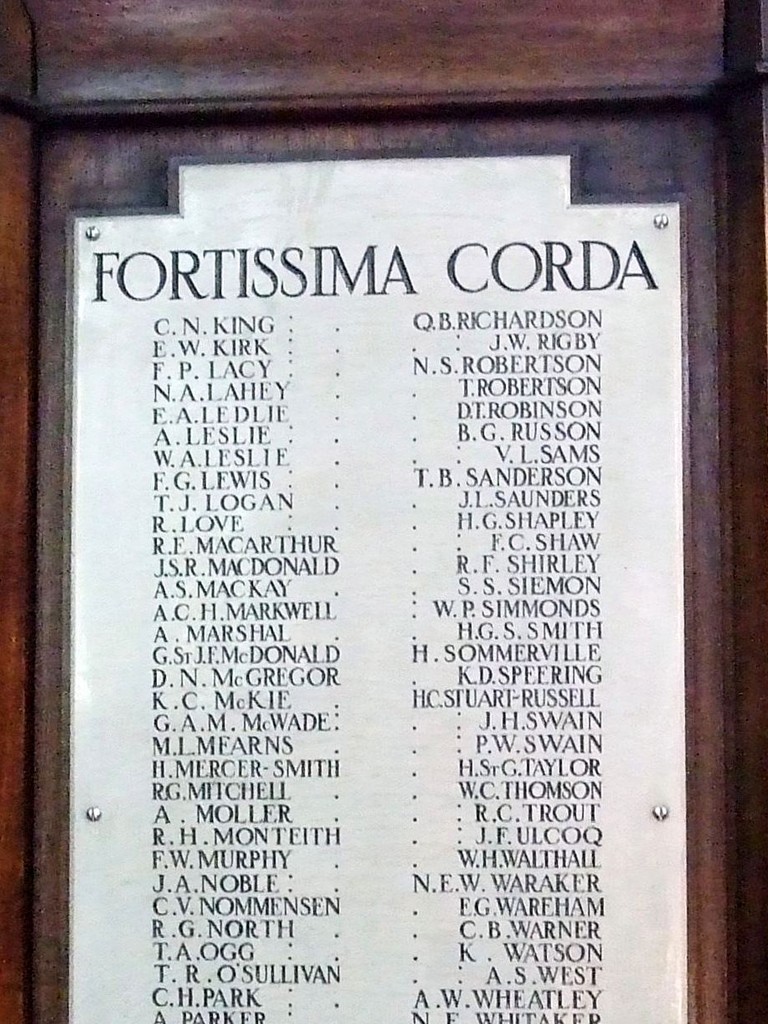 FORTISSIMA CORDA
C. N. KING : . Q.B.RICHARDSON
E.W. KIRK . . : J.W. RIGBY
F. P. LACY : . N.S.ROBERTSON
N.A.LAHEY . . T.ROBERTSON
E.A.LEDLIE . . D.T.ROBINSON
A. LESLIE : . . B.G. RUSSON
W.A.LESLIE . . : V.L.SAMS
F.G.LEWIS : . T.B. SANDERSON
T. J. LOGAN . . J.L.SAUNDERS
R. LOVE : . . H.G.SHAPLEY
R.E.MACARTHUR . : F.C. SHAW
J.S.R.MACDONALD . R.F. SHIRLEY
A.S.MACKAY . . S.S.SIEMON
A.C.H.MARKWELL : W.P. SIMMONDS
A. MARSHAL . . H.G.S. SMITH
G.ST J.F.McDONALD H. SOMMERVILLE
D.N. McGREGOR . K.D.SPEERING
K.C. McKIE . H.C.STUART-RUSSELL
G.A.M. McWADE: . : J.H.SWAIN
M.L.MEARNS . . : P.W.SWAIN
H.MERCER-SMITH . H.ST G.TAYLOR
R.G.MITCHELL . . W.C.THOMSON
A. MOLLER . . : R.C.TROUT
R.H.MONTEITH . : J.F.ULCOQ
F.W.MURPHY . . W.H.WALTHALL
J.A.NOBLE : . N.E.W. WARAKER
C.V.NOMMENSEN . E.G.WAREHAM
R.G.NORTH . . C.B.WARNER
T.A.OGG : . . K. WATSON
T. R. O'SULLIVAN . : A.S.WEST
C.H.PARK : . A.W.WHEATLEY
A. PARKER . . N.E. WHITAKER